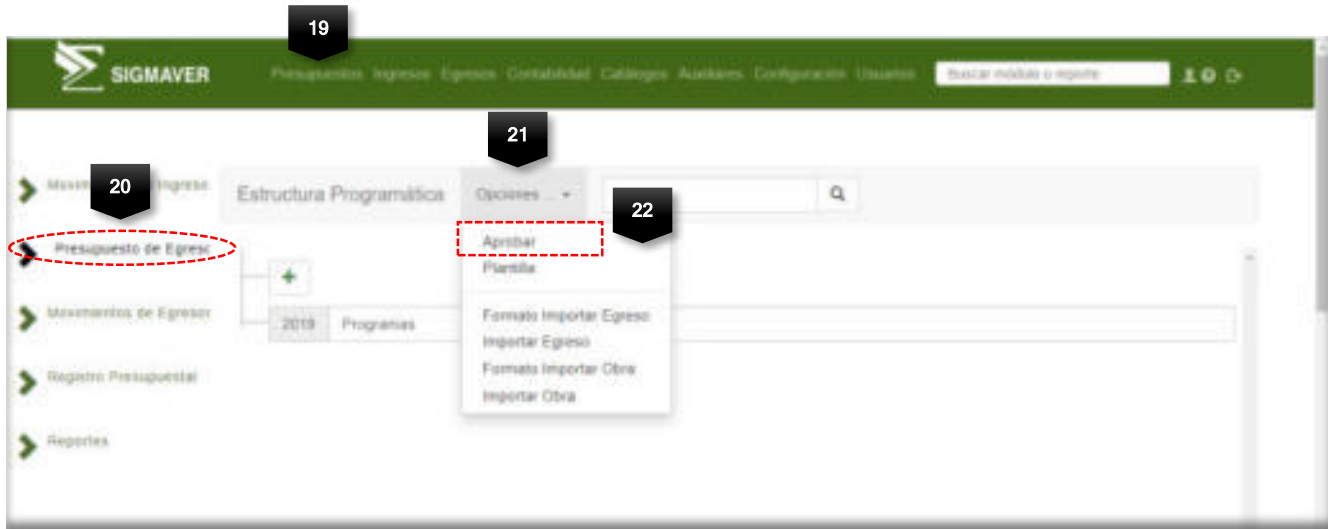 19
SIGMAVER
Presupuestos Ingresos Egresos Contabilidad Catálogos Auxiliares Configuración Usuarios
Buscar módulo o reporte
21
20
ingreso
Estructura Programática
Opciones ...
22
Presupuesto de Egresc
Aprobar
Plantilla
Movimientos de Egresos
2019 Programas
Formato Importar Egreso
Importar Egreso
Registro Presupuestal
Formato Importar Obra
Importar Obra
Reportes